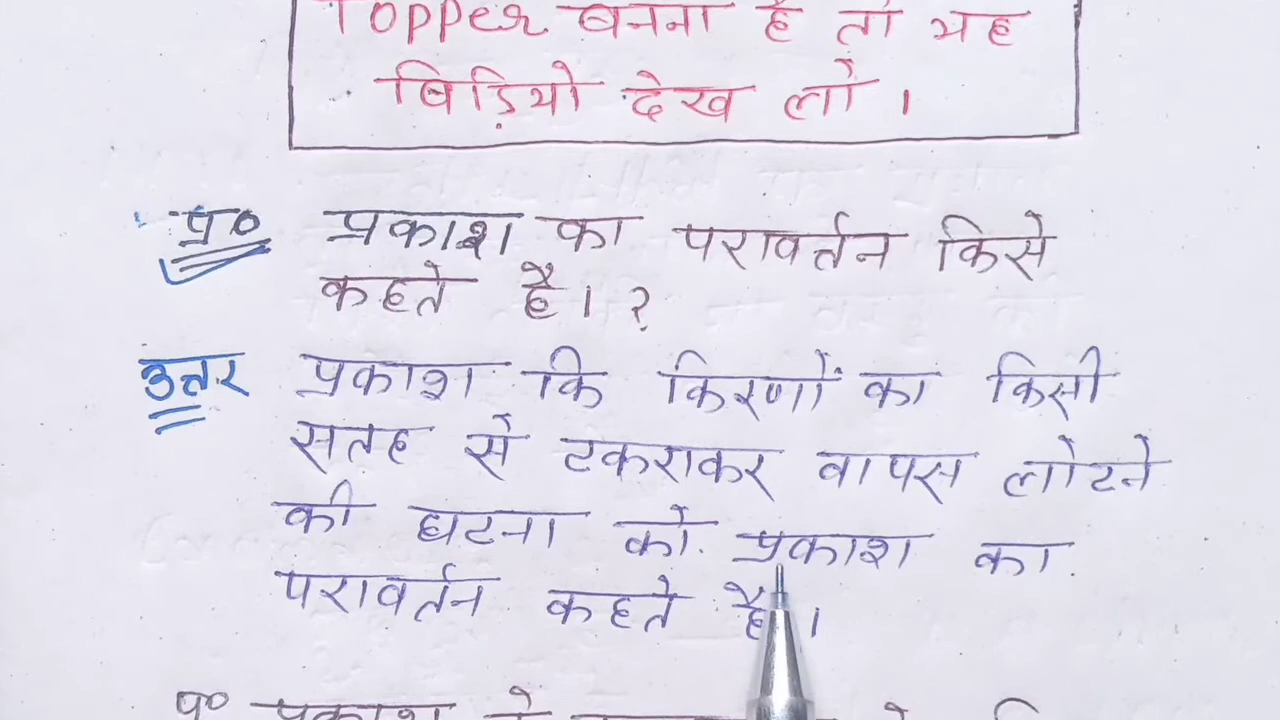 Topper बनना है तो यह
बिडियो देख लो।
प्र० प्रकाश का परावर्तन किसे
कहते है। ?
उत्तर प्रकाश कि किरणों का किसी
सतह से टकराकर वापस लोटने
की घटना को प्रकाश का
परावर्तन कहते है।
प्र० प्रकाश के